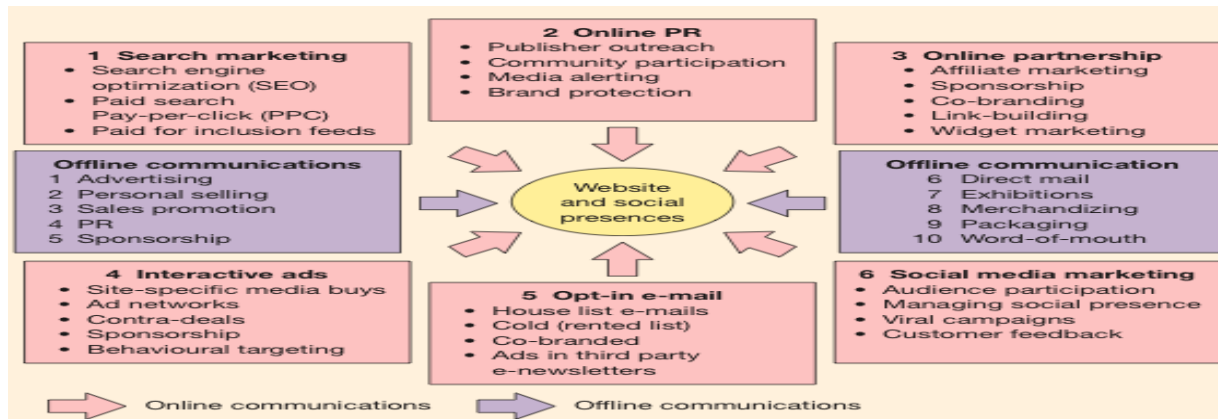 1 Search marketing
• Search engine
optimization (SEO)
• Paid search
Pay-per-click (PPC)
• Paid for inclusion feeds
2 Online PR
• Publisher outreach
• Community participation
• Media alerting
• Brand protection
3 Online partnership
• Affiliate marketing
• Sponsorship
• Co-branding
• Link-building
• Widget marketing
Offline communications
1 Advertising
2 Personal selling
3 Sales promotion
4 PR
5 Sponsorship
Website
and social
presences
Offline communication
6 Direct mail
7 Exhibitions
8 Merchandizing
9 Packaging
10 Word-of-mouth
4 Interactive ads
• Site-specific media buys
• Ad networks
• Contra-deals
• Sponsorship
• Behavioural targeting
5 Opt-in e-mail
• House list e-mails
• Cold (rented list)
• Co-branded
• Ads in third party
e-newsletters
6 Social media marketing
• Audience participation
• Managing social presence
• Viral campaigns
• Customer feedback
Online communications
Offline communications